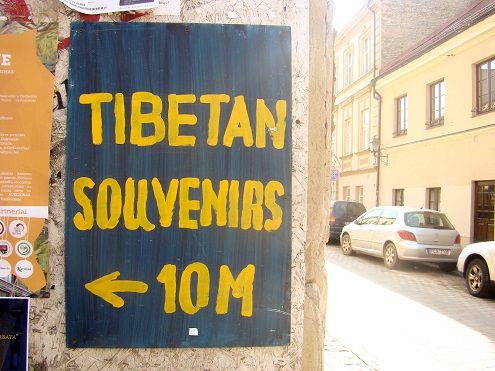 TIBETAN
SOUVENIRS
← 10M